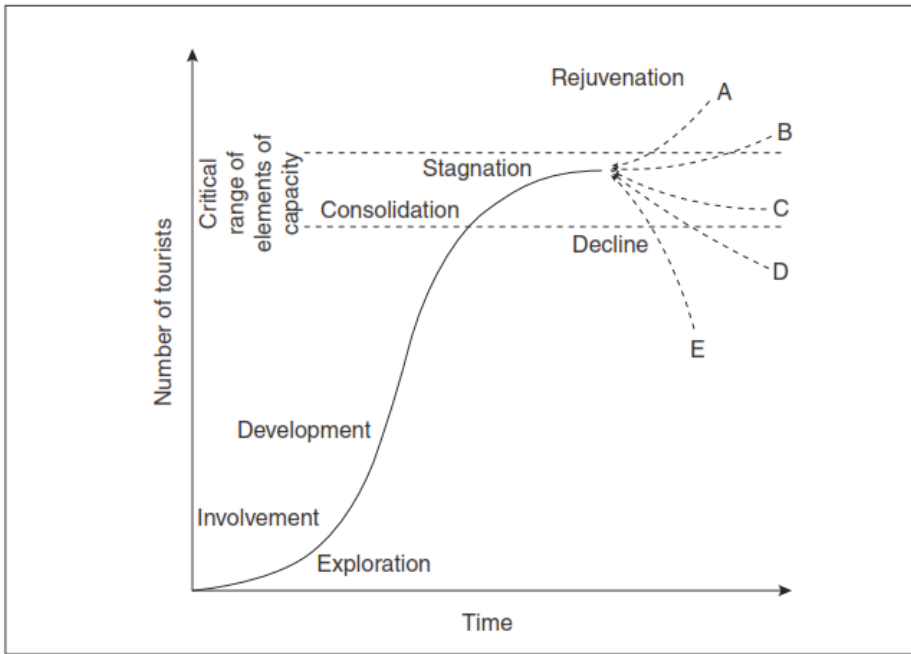 Rejuvenation
A
B
Critical
range of
elements of
capacity
Stagnation
Consolidation
C
Decline
D
E
Number of tourists
Development
Involvement
Exploration
Time